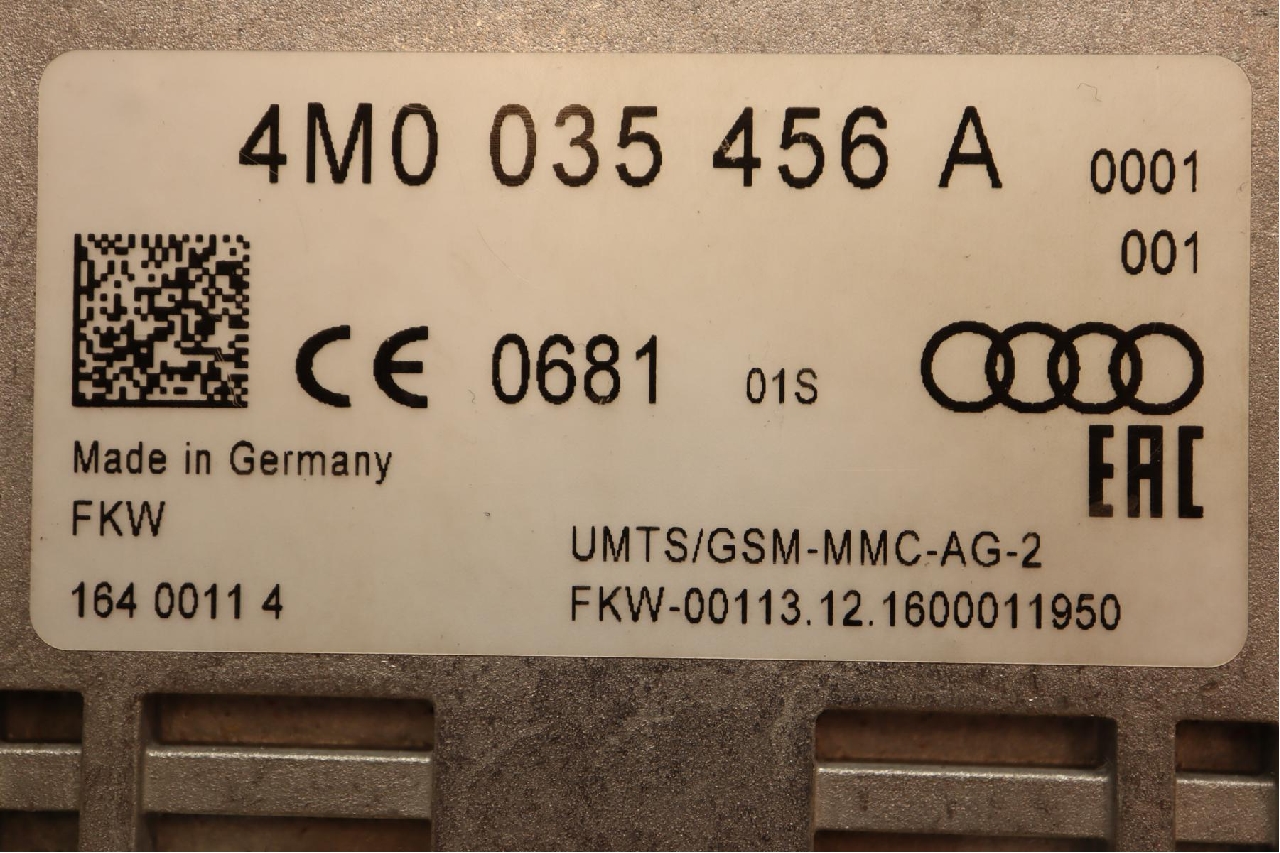 4M0 035 456 A 0001
001
CE 0681 01S
EAC
Made in Germany
FKW
UMTS/GSM-MMC-AG-2
164 0011 4
FKW-00113.12.1600011950